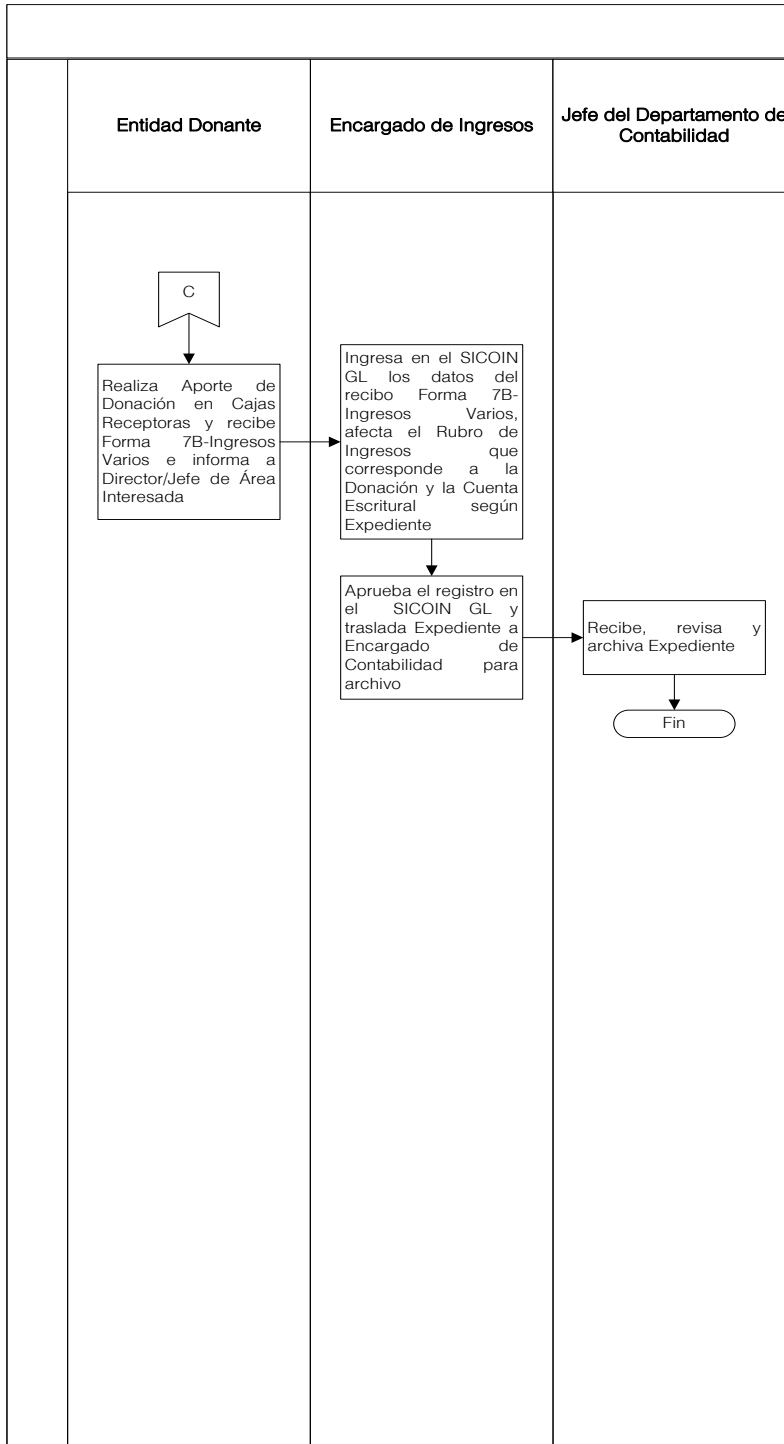 Entidad Donante
Encargado de Ingresos
Jefe del Departamento de
Contabilidad
C
Realiza Aporte de
Donación en Cajas
Receptoras y recibe
Forma 7B-Ingresos
Varios e informa a
Director/Jefe de Área
Interesada
Ingresa en el SICOIN
GL los datos del
recibo Forma 7B-
Ingresos Varios,
afecta el Rubro de
Ingresos que
corresponde a la
Donación y la Cuenta
Escritural según
Expediente
Aprueba el registro en
el SICOIN GL y
traslada Expediente a
Encargado de
Contabilidad para
archivo
Recibe, revisa y
archiva Expediente
Fin